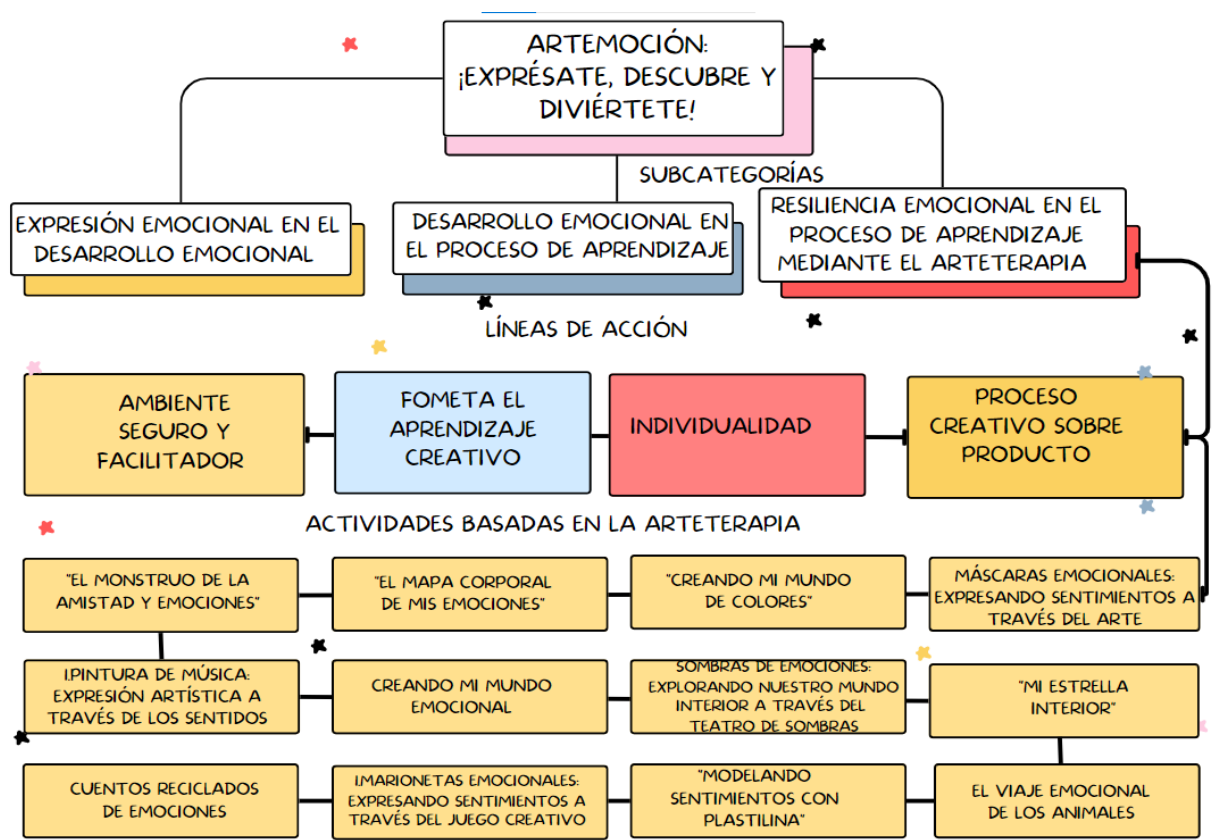 ARTEMOCIÓN:
¡EXPRÉSATE, DESCUBRE Y
DIVIÉRTETE!
SUBCATEGORÍAS
EXPRESIÓN EMOCIONAL EN EL
DESARROLLO EMOCIONAL
DESARROLLO EMOCIONAL EN
EL PROCESO DE APRENDIZAJE
RESILIENCIA EMOCIONAL EN EL
PROCESO DE APRENDIZAJE
MEDIANTE EL ARTETERAPIA
LÍNEAS DE ACCIÓN
AMBIENTE
SEGURO Y
FACILITADOR
FOMETA EL
APRENDIZAJE
CREATIVO
INDIVIDUALIDAD
PROCESO
CREATIVO SOBRE
PRODUCTO
ACTIVIDADES BASADAS EN LA ARTETERAPIA
"EL MONSTRUO DE LA
AMISTAD Y EMOCIONES"
"EL MAPA CORPORAL
DE MIS EMOCIONES"
"CREANDO MI MUNDO
DE COLORES"
MÁSCARAS EMOCIONALES:
EXPRESANDO SENTIMIENTOS A
TRAVÉS DEL ARTE
1.PINTURA DE MÚSICA:
EXPRESIÓN ARTÍSTICA A
TRAVÉS DE LOS SENTIDOS
CREANDO MI MUNDO
EMOCIONAL
SOMBRAS DE EMOCIONES:
EXPLORANDO NUESTRO MUNDO
INTERIOR A TRAVÉS DEL
TEATRO DE SOMBRAS
"MI ESTRELLA
INTERIOR"
CUENTOS RECICLADOS
DE EMOCIONES
1.MARIONETAS EMOCIONALES:
EXPRESANDO SENTIMIENTOS A
TRAVÉS DEL JUEGO CREATIVO
"MODELANDO
SENTIMIENTOS CON
PLASTILINA"
EL VIAJE EMOCIONAL
DE LOS ANIMALES